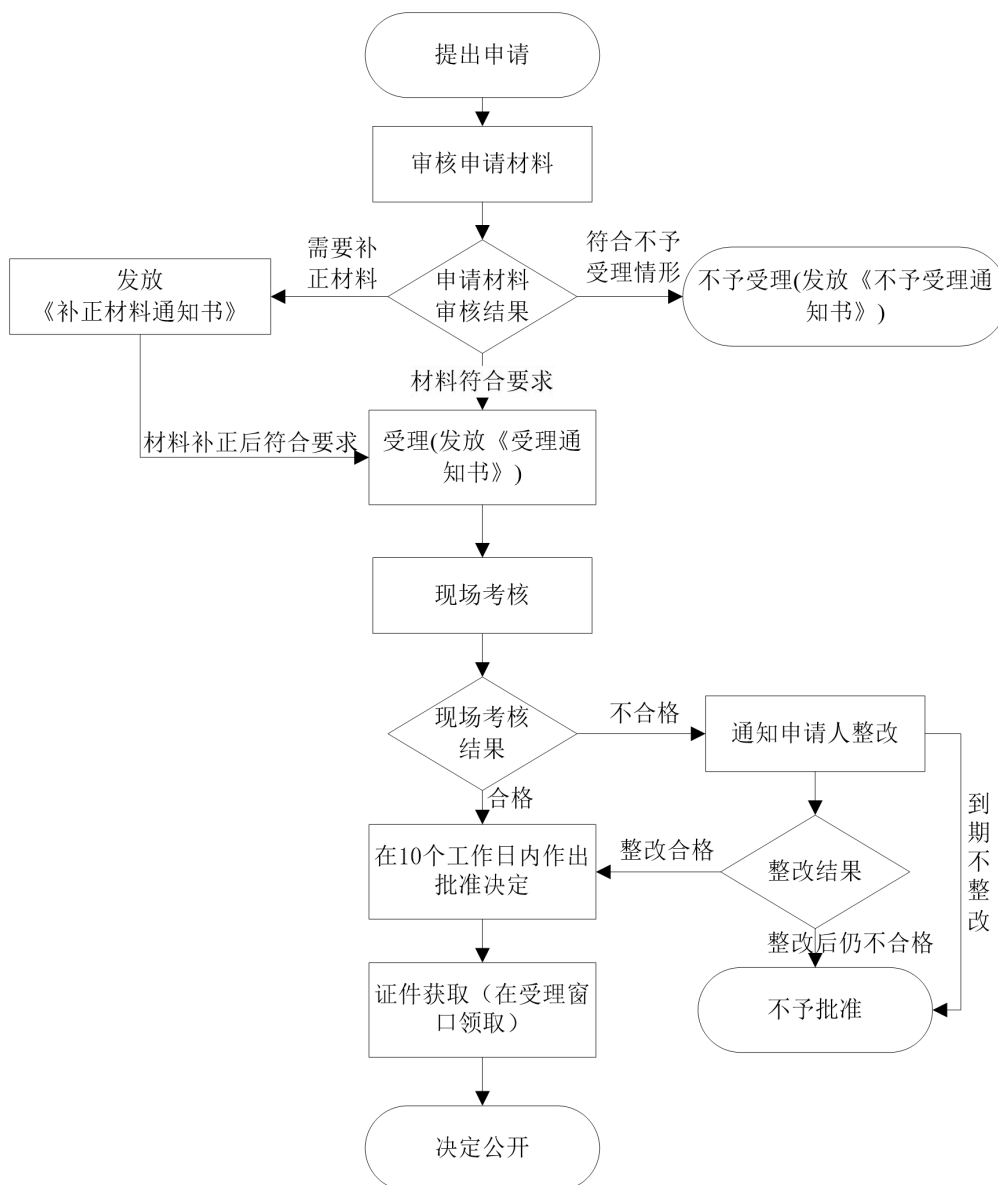 提出申请
审核申请材料
需要补
正材料
符合不予
受理情形
发放
《补正材料通知书》
申请材料
审核结果
不予受理(发放《不予受理通
知书》)
材料符合要求
材料补正后符合要求
受理(发放《受理通
知书》)
现场考核
现场考核
结果
不合格
通知申请人整改
合格
到期不整改
在10个工作日内作出
批准决定
整改合格
整改结果
整改后仍不合格
证件获取（在受理窗
口领取）
不予批准
决定公开